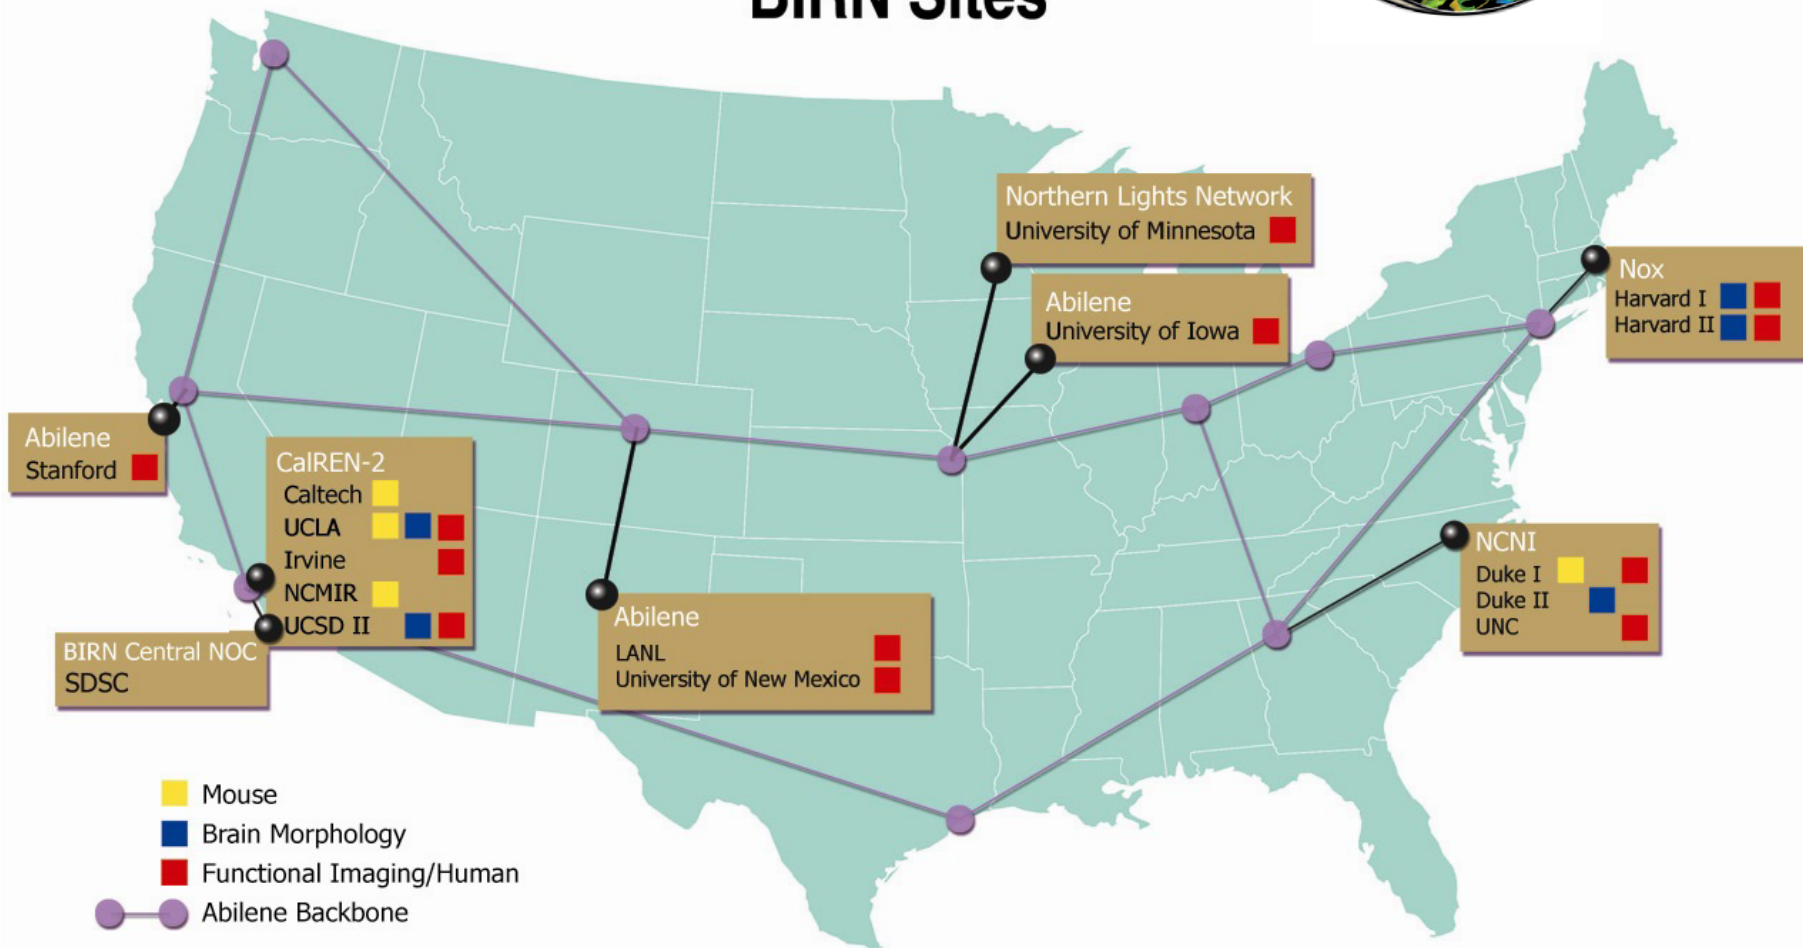 BIRN Sites
Northern Lights Network
University of Minnesota
Abilene
University of Iowa
Nox
Harvard I
Harvard II
Abilene
Stanford
CalREN-2
Caltech
UCLA
Irvine
NCMIR
UCSD II
BIRN Central NOC
SDSC
Abilene
LANL
University of New Mexico
NCNI
Duke I
Duke II
UNC
Mouse
Brain Morphology
Functional Imaging/Human
Abilene Backbone